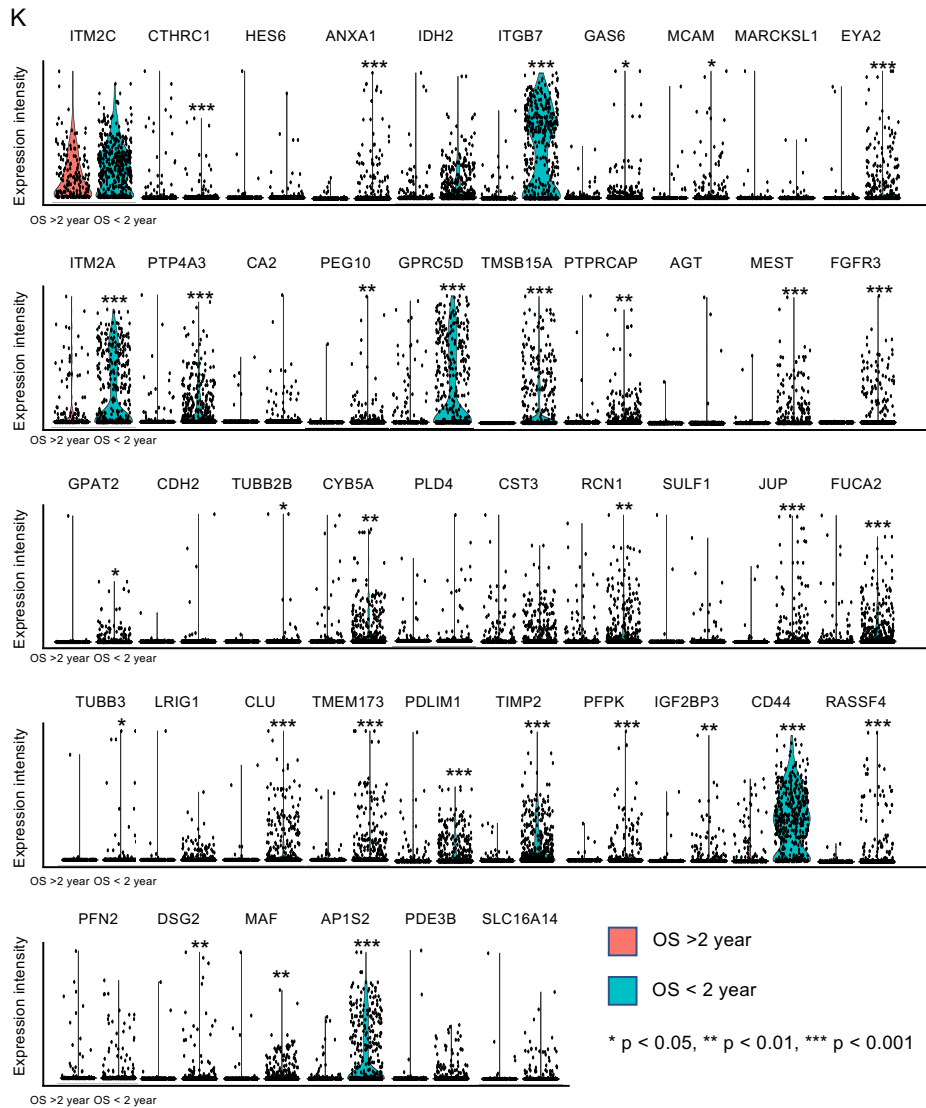 K
ITM2C CTHRC1 HES6 ANXA1 IDH2 ITGB7 GAS6 MCAM MARCKSL1 EYA2
*** *** *** * * ***
Expression intensity
OS >2 year OS < 2 year
ITM2A PTP4A3 CA2 PEG10 GPRC5D TMSB15A PTPRCAP AGT MEST FGFR3
*** *** ** *** *** ** *** ***
Expression intensity
OS >2 year OS < 2 year
GPAT2 CDH2 TUBB2B CYB5A PLD4 CST3 RCN1 SULF1 JUP FUCA2
* * ** ** *** ***
Expression intensity
OS >2 year OS < 2 year
TUBB3 LRIG1 CLU TMEM173 PDLIM1 TIMP2 PFPK IGF2BP3 CD44 RASSF4
* *** *** *** *** *** ** *** ***
Expression intensity
OS >2 year OS < 2 year
PFN2 DSG2 MAF AP1S2 PDE3B SLC16A14
** ** ***
Expression intensity
OS >2 year OS < 2 year
OS >2 year
OS < 2 year
* p < 0.05, ** p < 0.01, *** p < 0.001